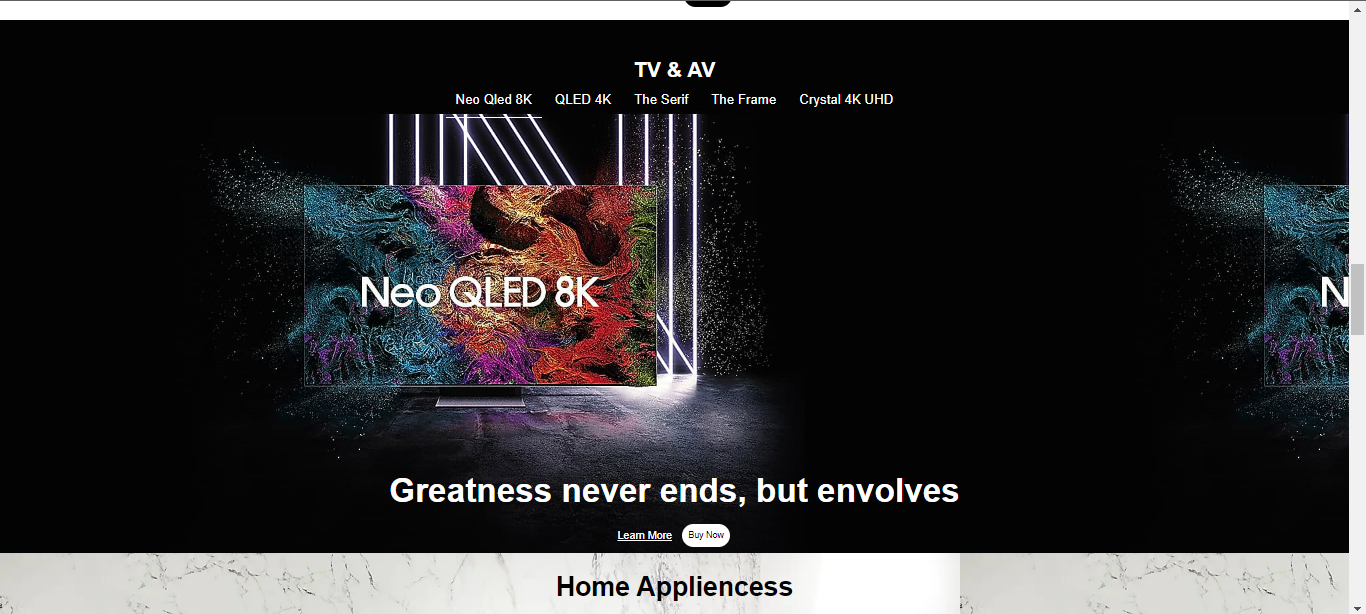 TV & AV
Neo Qled 8K QLED 4K The Serif The Frame Crystal 4K UHD
Neo QLED 8K
N
Greatness never ends, but envolves
Learn More Buy Now
Home Appliencess